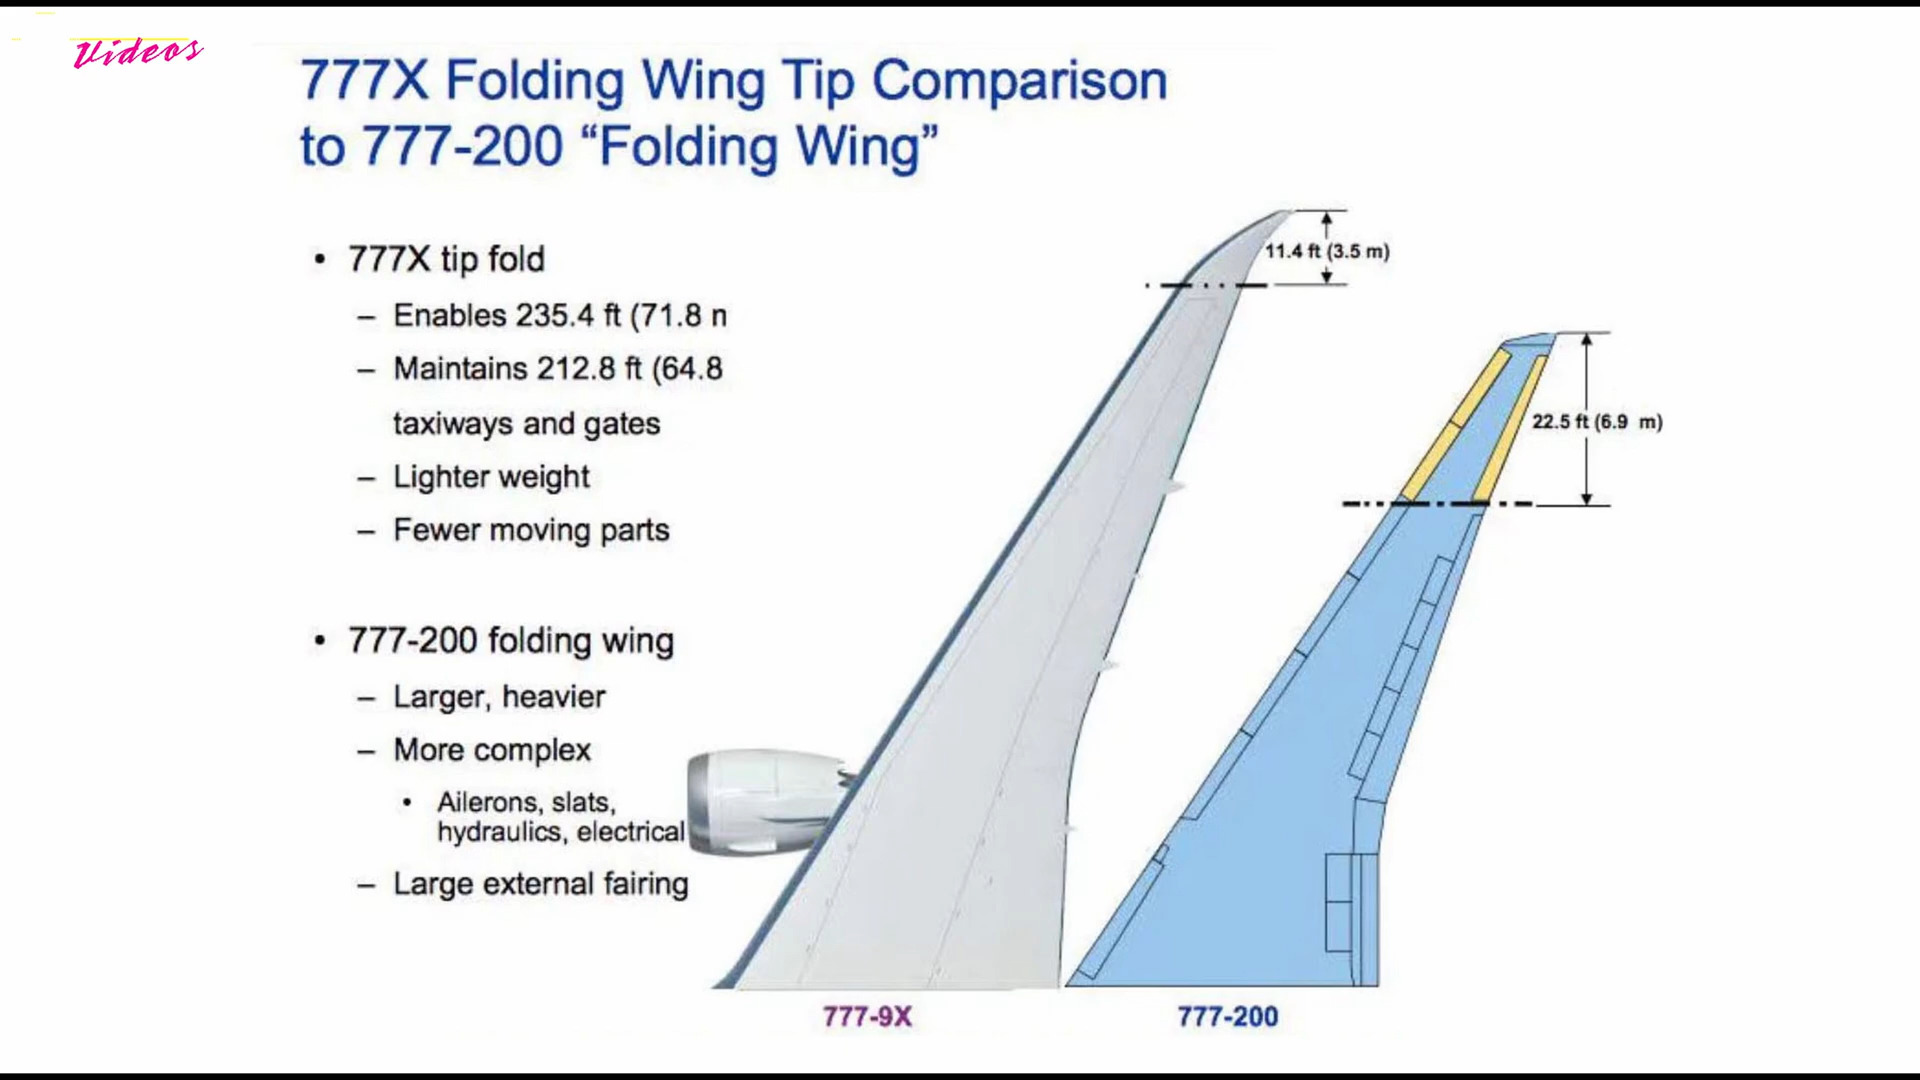 Videos
777X Folding Wing Tip Comparison
to 777-200 “Folding Wing”
• 777X tip fold
– Enables 235.4 ft (71.8 n
– Maintains 212.8 ft (64.8
taxiways and gates
– Lighter weight
– Fewer moving parts
• 777-200 folding wing
– Larger, heavier
– More complex
• Ailerons, slats,
hydraulics, electrical
– Large external fairing
11.4 ft (3.5 m)
22.5 ft (6.9 m)
777-9X
777-200